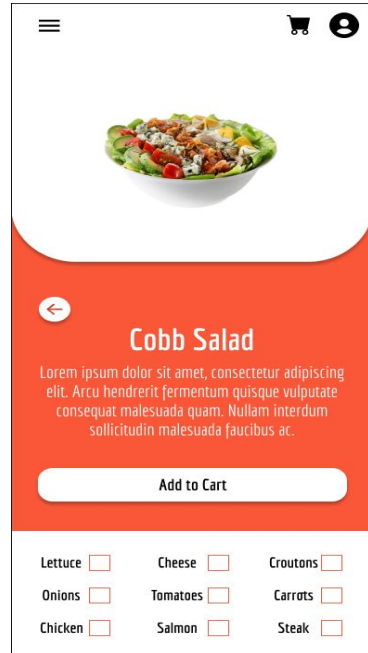 Cobb Salad
Lorem ipsum dolor sit amet, consectetur adipiscing
elit. Arcu hendrerit fermentum quisque vulputate
consequat malesuada quam. Nullam interdum
sollicitudin malesuada faucibus ac.
Add to Cart
Lettuce Cheese Croutons
Onions Tomatoes Carrots
Chicken Salmon Steak